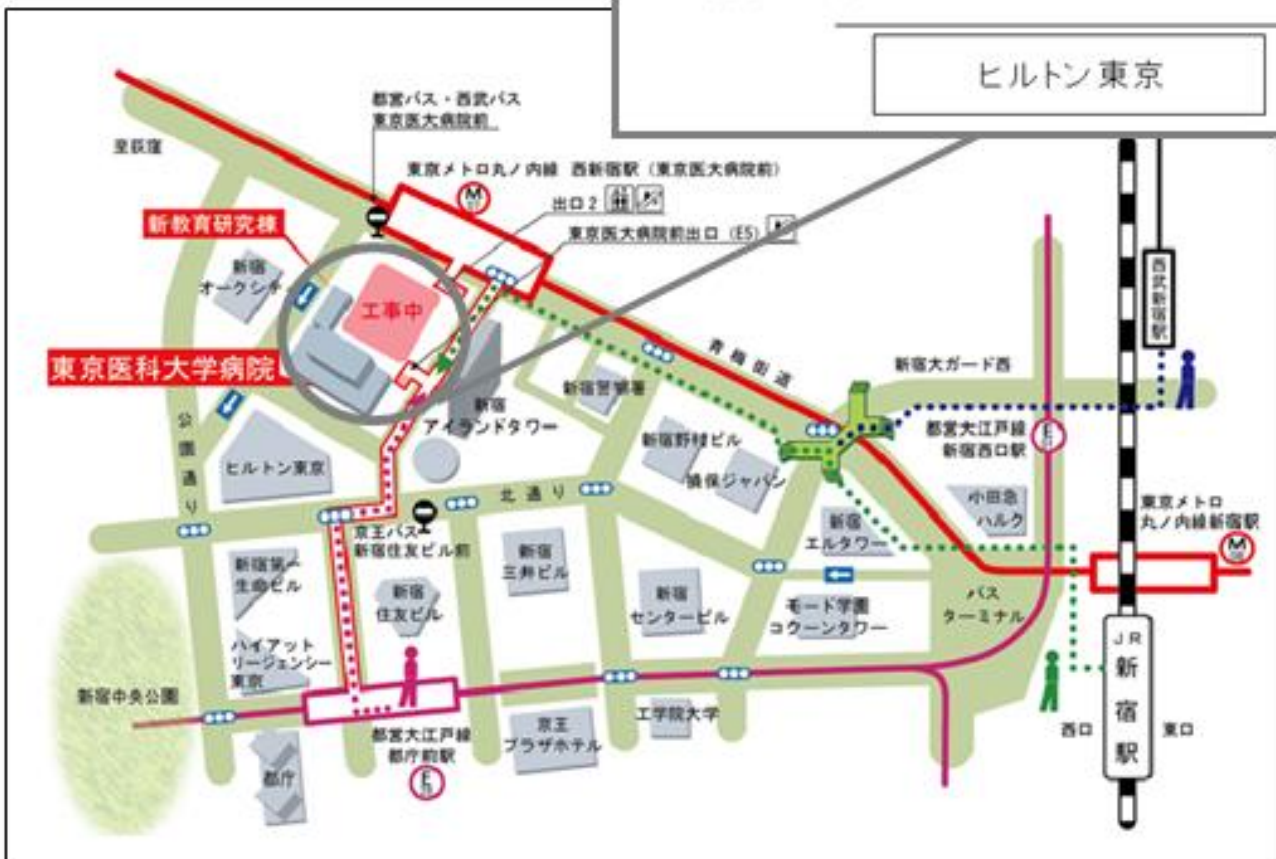 ヒルトン東京
都営バス・西武バス
東京医大病院前
至荻窪
東京メトロ丸ノ内線 西新宿駅（東京医大病院前）
M
出口2
東京医大病院前出口（E5）
新教育研究棟
新宿
オークシティ
工事中
東京医科大学病院
西武新宿駅
青梅街道
新宿大ガード西
新宿警察署
新宿
アイランドタワー
新宿野村ビル
損保ジャパン
都営大江戸線
新宿西口駅
E
公園通り
ヒルトン東京
北通り
小田急
ハルク
東京メトロ
丸ノ内線新宿駅
M
京王バス
新宿住友ビル前
新宿
エルタワー
新宿第一
生命ビル
新宿
三井ビル
新宿
住友ビル
新宿
センタービル
モード学園
コクーンタワー
バス
ターミナル
ハイアット
リージェンシー
東京
JR
新宿駅
新宿中央公園
都営大江戸線
都庁前駅
E
工学院大学
京王
プラザホテル
西口
東口
都庁